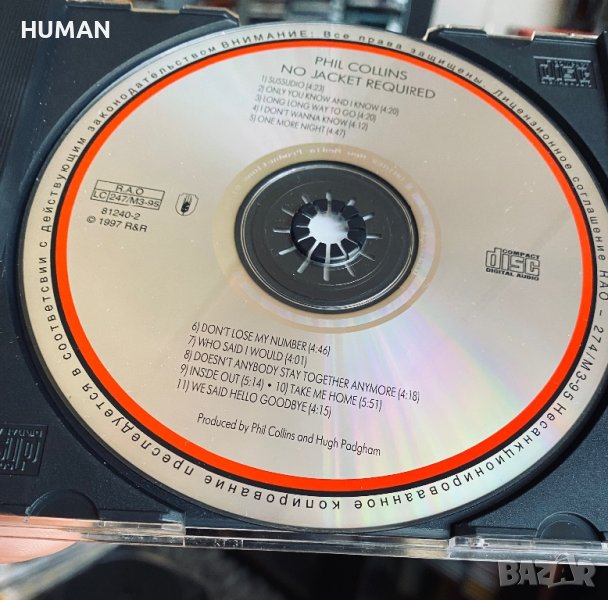 HUMAN
PHIL COLLINS
NO JACKET REQUIRED
1) SUSSUDIO (4:23)
2) ONLY YOU KNOW AND I KNOW (4:20)
3) LONG LONG WAY TO GO (4:20)
4) I DON'T WANNA KNOW (4:12)
5) ONE MORE NIGHT (4:47)
R.A.O
LC 247/M3-95
81240-2
© 1997 R&R
COMPACT
disc
DIGITAL AUDIO
6) DON'T LOSE MY NUMBER (4:46)
7) WHO SAID I WOULD (4:01)
8) DOESN'T ANYBODY STAY TOGETHER ANYMORE (4:18)
9) INSIDE OUT (5:14) • 10) TAKE ME HOME (5:51)
11) WE SAID HELLO GOODBYE (4:15)
Produced by Phil Collins and Hugh Padgham
ВНИМАНИЕ: Все права защищены. Лицензионное соглашение РАО – 274/МЗ-95 Несанкционированное копирование преследуется в соответсвии с действующим законодательством
BAZAR